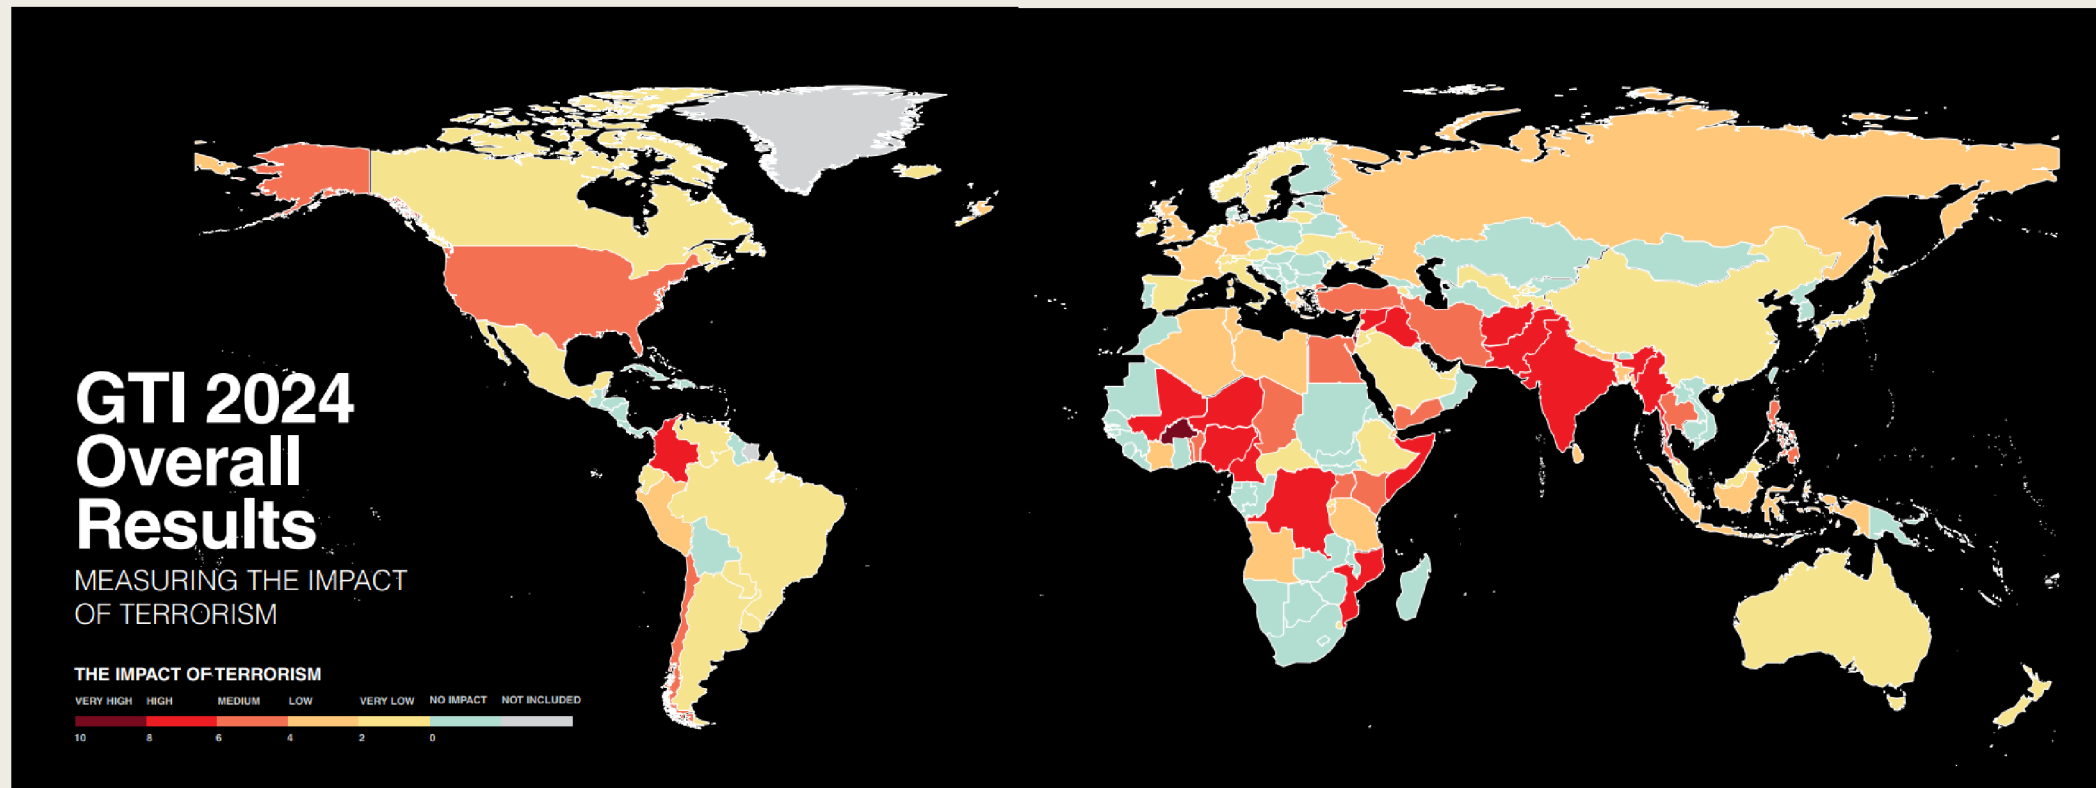 GTI 2024
Overall
Results
MEASURING THE IMPACT
OF TERRORISM
THE IMPACT OF TERRORISM
VERY HIGH HIGH MEDIUM LOW VERY LOW NO IMPACT NOT INCLUDED
10 8 6 4 2 0